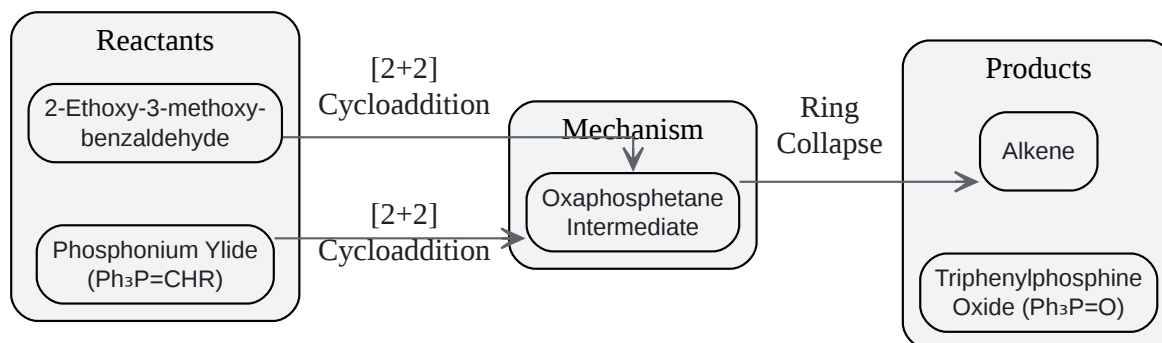 Reactants
2-Ethoxy-3-methoxy-
benzaldehyde
Phosphonium Ylide
(Ph₃P=CHR)
[2+2]
Cycloaddition
[2+2]
Cycloaddition
Mechanism
Oxaphosphetane
Intermediate
Ring
Collapse
Products
Alkene
Triphenylphosphine
Oxide (Ph₃P=O)